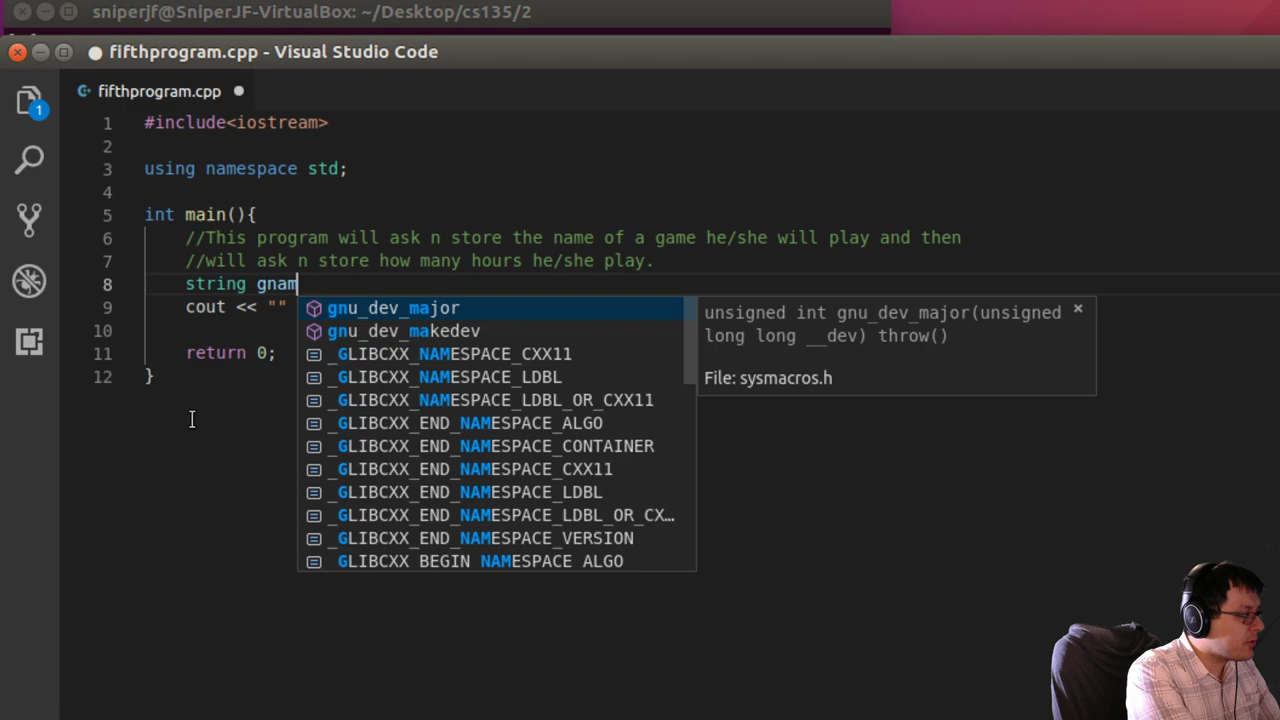 sniperjf@SniperJF-VirtualBox: ~/Desktop/cs135/2
fifthprogram.cpp - Visual Studio Code
1
fifthprogram.cpp
1 #include<iostream>
2
3 using namespace std;
4
5 int main(){
6 //This program will ask n store the name of a game he/she will play and then
7 //will ask n store how many hours he/she play.
8 string gnam
9 cout << ""
10
11 return 0;
12 }
gnu_dev_major
gnu_dev_makedev
_GLIBCXX_NAMESPACE_CXX11
_GLIBCXX_NAMESPACE_LDBL
_GLIBCXX_NAMESPACE_LDBL_OR_CXX11
_GLIBCXX_END_NAMESPACE_ALGO
_GLIBCXX_END_NAMESPACE_CONTAINER
_GLIBCXX_END_NAMESPACE_CXX11
_GLIBCXX_END_NAMESPACE_LDBL
_GLIBCXX_END_NAMESPACE_LDBL_OR_CX…
_GLIBCXX_END_NAMESPACE_VERSION
_GLIBCXX_BEGIN_NAMESPACE_ALGO
unsigned int gnu_dev_major(unsigned
long long __dev) throw()
File: sysmacros.h